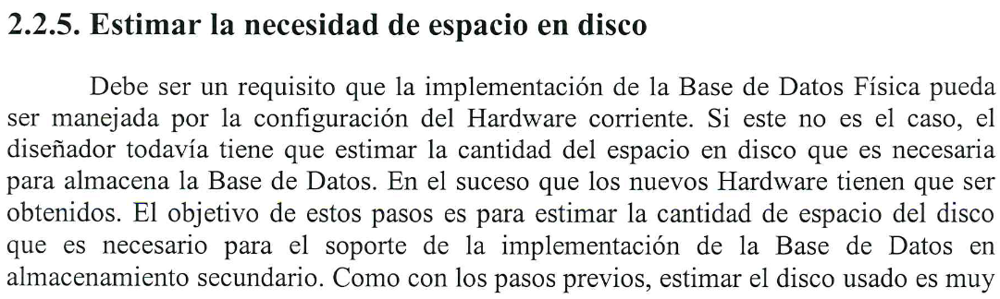 2.2.5. Estimar la necesidad de espacio en disco
Debe ser un requisito que la implementación de la Base de Datos Física pueda
ser manejada por la configuración del Hardware corriente. Si este no es el caso, el
diseñador todavía tiene que estimar la cantidad del espacio en disco que es necesaria
para almacena la Base de Datos. En el suceso que los nuevos Hardware tienen que ser
obtenidos. El objetivo de estos pasos es para estimar la cantidad de espacio del disco
que es necesario para el soporte de la implementación de la Base de Datos en
almacenamiento secundario. Como con los pasos previos, estimar el disco usado es muy